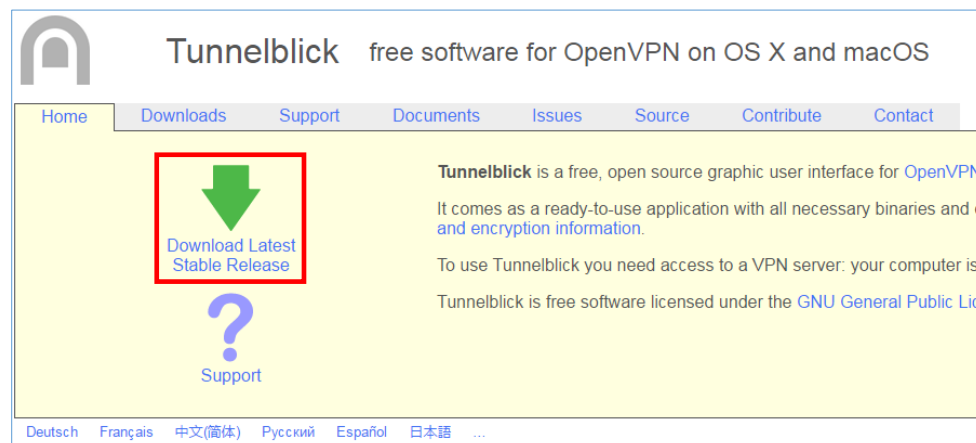 Tunnelblick free software for OpenVPN on OS X and macOS
Home Downloads Support Documents Issues Source Contribute Contact
Download Latest
Stable Release
Support
Tunnelblick is a free, open source graphic user interface for OpenVPN
It comes as a ready-to-use application with all necessary binaries and
and encryption information.
To use Tunnelblick you need access to a VPN server: your computer is
Tunnelblick is free software licensed under the GNU General Public
Deutsch Français 中文(简体) Русский Español 日本語 ...